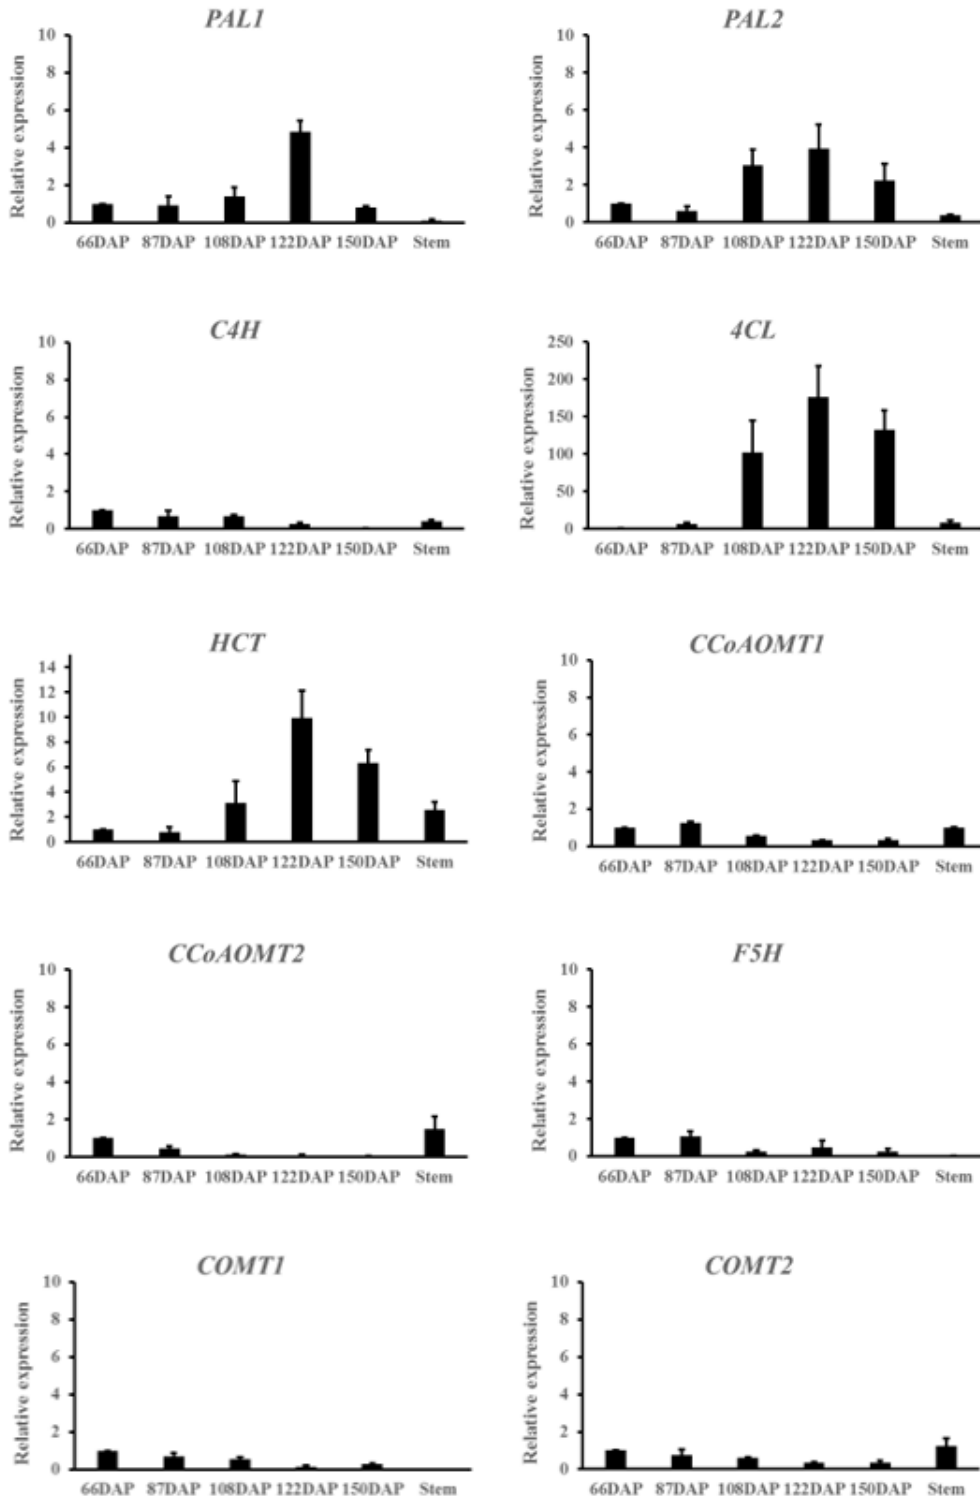 PAL1
10
8
6
4
2
0
Relative expression
66DAP 87DAP 108DAP 122DAP 150DAP Stem
PAL2
10
8
6
4
2
0
Relative expression
66DAP 87DAP 108DAP 122DAP 150DAP Stem
C4H
10
8
6
4
2
0
Relative expression
66DAP 87DAP 108DAP 122DAP 150DAP Stem
4CL
250
200
150
100
50
0
Relative expression
66DAP 87DAP 108DAP 122DAP 150DAP Stem
HCT
14
12
10
8
6
4
2
0
Relative expression
66DAP 87DAP 108DAP 122DAP 150DAP Stem
CCoAOMT1
10
8
6
4
2
0
Relative expression
66DAP 87DAP 108DAP 122DAP 150DAP Stem
CCoAOMT2
10
8
6
4
2
0
Relative expression
66DAP 87DAP 108DAP 122DAP 150DAP Stem
F5H
10
8
6
4
2
0
Relative expression
66DAP 87DAP 108DAP 122DAP 150DAP Stem
COMT1
10
8
6
4
2
0
Relative expression
66DAP 87DAP 108DAP 122DAP 150DAP Stem
COMT2
10
8
6
4
2
0
Relative expression
66DAP 87DAP 108DAP 122DAP 150DAP Stem